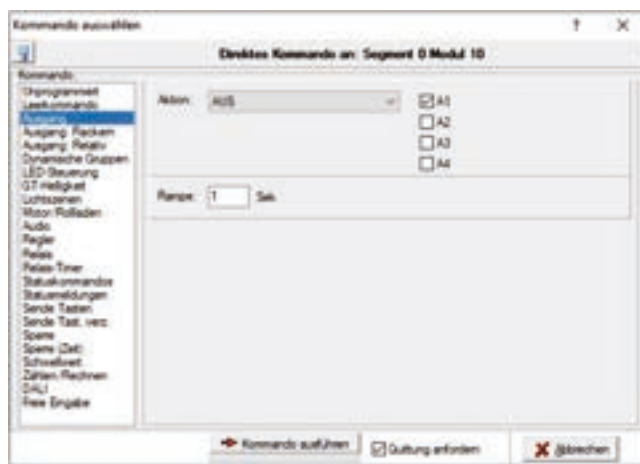 Kommando auswählen
? X
Direktes Kommando an: Segment 0 Modul 10
Kommando:
Unprogrammiert
Leerkommando
Ausgang
Ausgang: Flackern
Ausgang: Relativ
Dynamische Gruppen
LED-Steuerung
GT-Helligkeit
Lichtszenen
Motor/Rolladen
Audio
Regler
Relais
Relais-Timer
Statuskommandos
Statusmeldungen
Sende Tasten
Sende Tast. verz.
Sperre
Sperre (Zeit)
Schwellwert
Zählen/Rechnen
DALI
Freie Eingabe
Aktion: AUS
A1
A2
A3
A4
Rampe: 1 Sek.
Kommando ausführen
Quittung anfordern
Abbrechen